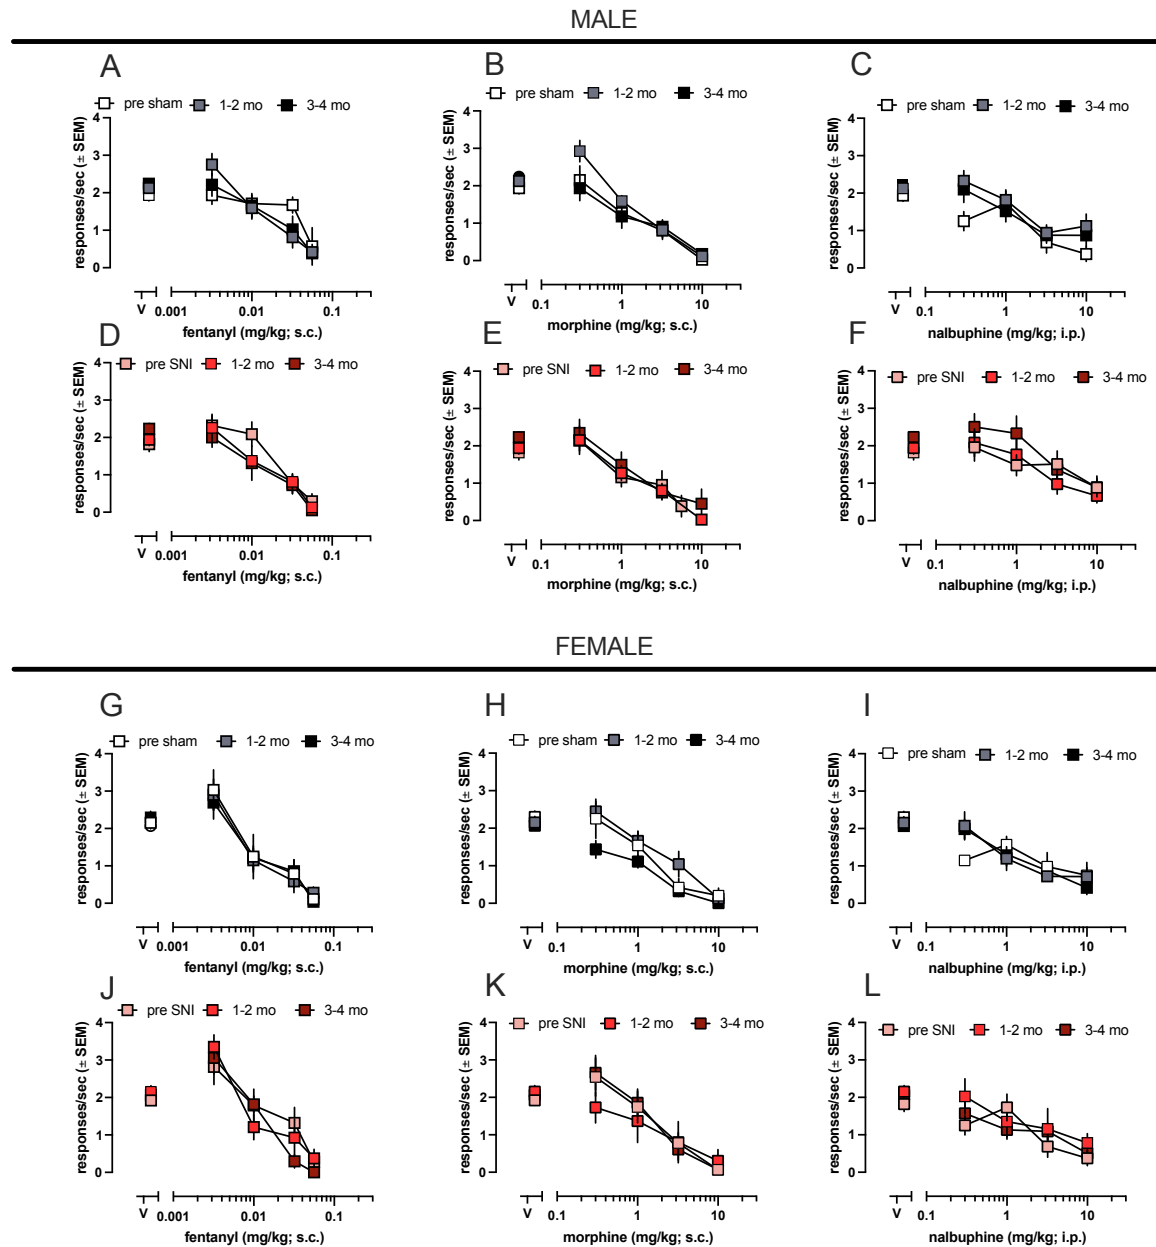 MALE
A
B
C
pre sham 1-2 mo 3-4 mo
pre sham 1-2 mo 3-4 mo
pre sham 1-2 mo 3-4 mo
responses/sec (± SEM)
4
3
2
1
0
V
0.001 0.01 0.1
fentanyl (mg/kg; s.c.)
responses/sec (± SEM)
4
3
2
1
0
V
0.1 1 10
morphine (mg/kg; s.c.)
responses/sec (± SEM)
4
3
2
1
0
V
0.1 1 10
nalbuphine (mg/kg; i.p.)
D
E
F
pre SNI 1-2 mo 3-4 mo
pre SNI 1-2 mo 3-4 mo
pre SNI 1-2 mo 3-4 mo
responses/sec (± SEM)
4
3
2
1
0
V
0.001 0.01 0.1
fentanyl (mg/kg; s.c.)
responses/sec (± SEM)
4
3
2
1
0
V
0.1 1 10
morphine (mg/kg; s.c.)
responses/sec (± SEM)
4
3
2
1
0
V
0.1 1 10
nalbuphine (mg/kg; i.p.)
FEMALE
G
H
I
pre sham 1-2 mo 3-4 mo
pre sham 1-2 mo 3-4 mo
pre sham 1-2 mo 3-4 mo
responses/sec (± SEM)
4
3
2
1
0
V
0.001 0.01 0.1
fentanyl (mg/kg; s.c.)
responses/sec (± SEM)
4
3
2
1
0
V
0.1 1 10
morphine (mg/kg; s.c.)
responses/sec (± SEM)
4
3
2
1
0
V
0.1 1 10
nalbuphine (mg/kg; i.p.)
J
K
L
pre SNI 1-2 mo 3-4 mo
pre SNI 1-2 mo 3-4 mo
pre SNI 1-2 mo 3-4 mo
responses/sec (± SEM)
4
3
2
1
0
V
0.001 0.01 0.1
fentanyl (mg/kg; s.c.)
responses/sec (± SEM)
4
3
2
1
0
V
0.1 1 10
morphine (mg/kg; s.c.)
responses/sec (± SEM)
4
3
2
1
0
V
0.1 1 10
nalbuphine (mg/kg; i.p.)